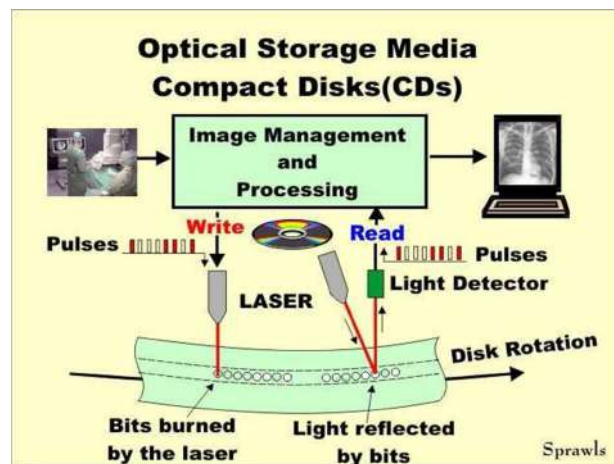 Optical Storage Media
Compact Disks(CDs)
Image Management
and
Processing
Write
Read
Pulses
Pulses
LASER
Light Detector
Disk Rotation
Bits burned
by the laser
Light reflected
by bits
Sprawls